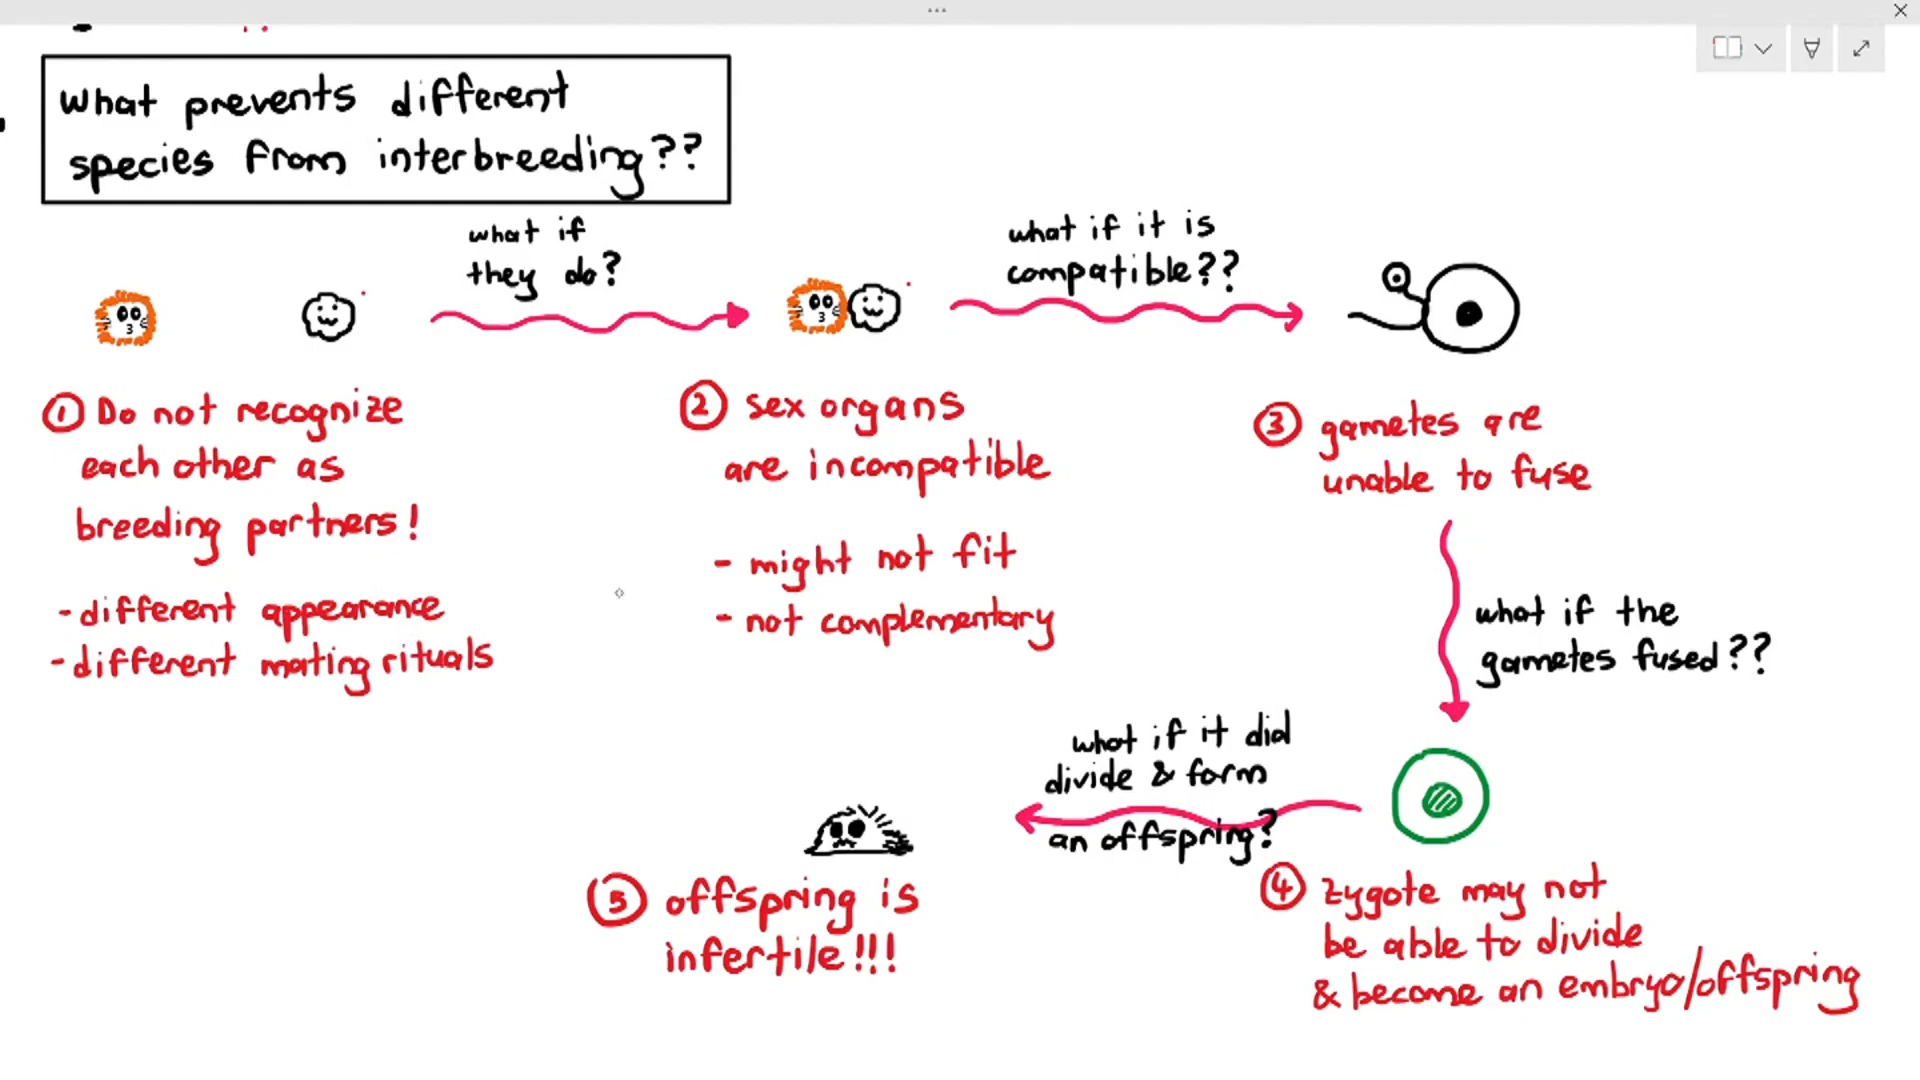 What prevents different
species from interbreeding??
what if
they do?
what if it is
compatible??
① Do not recognize
each other as
breeding partners!
- different appearance
- different mating rituals
② sex organs
are incompatible
- might not fit
- not complementary
③ gametes are
unable to fuse
what if the
gametes fused??
④ zygote may not
be able to divide
& become an embryo/offspring
what if it did
divide & form
an offspring?
⑤ offspring is
infertile!!!